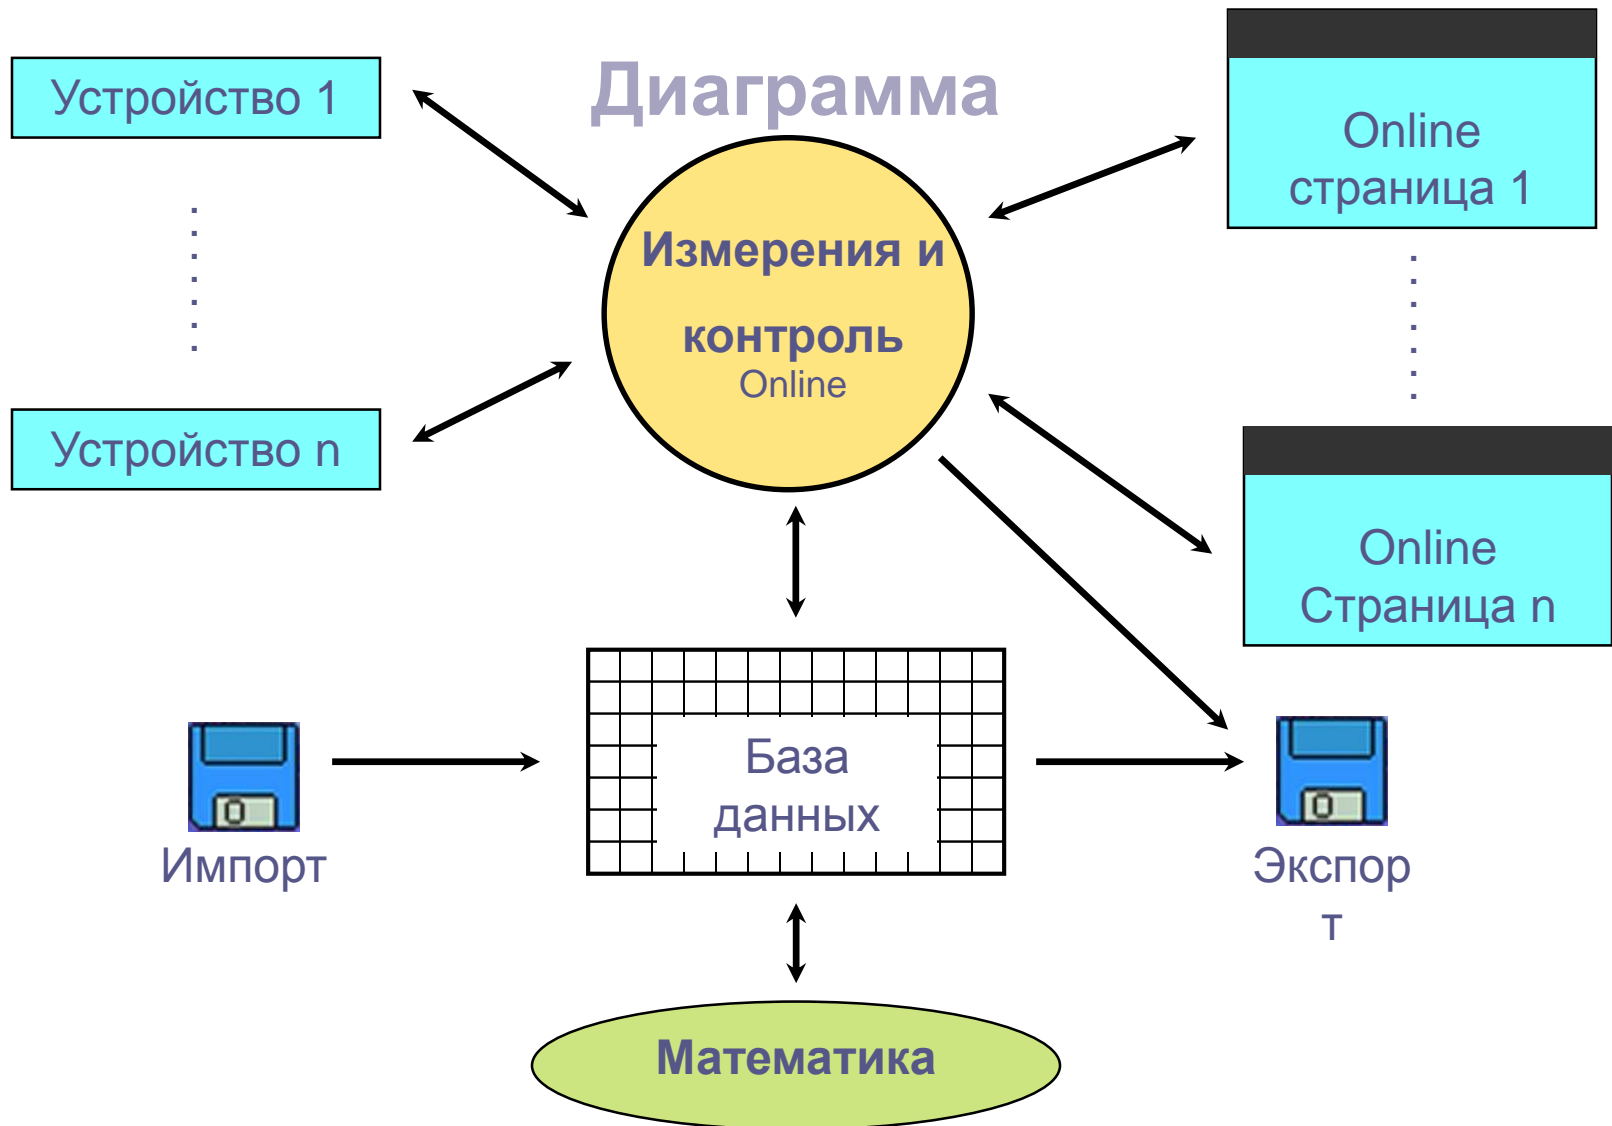 Диаграмма
Устройство 1
Устройство n
Измерения и
контроль
Online
Online
страница 1
Online
Страница n
База
данных
Импорт
Экспор
т
Математика